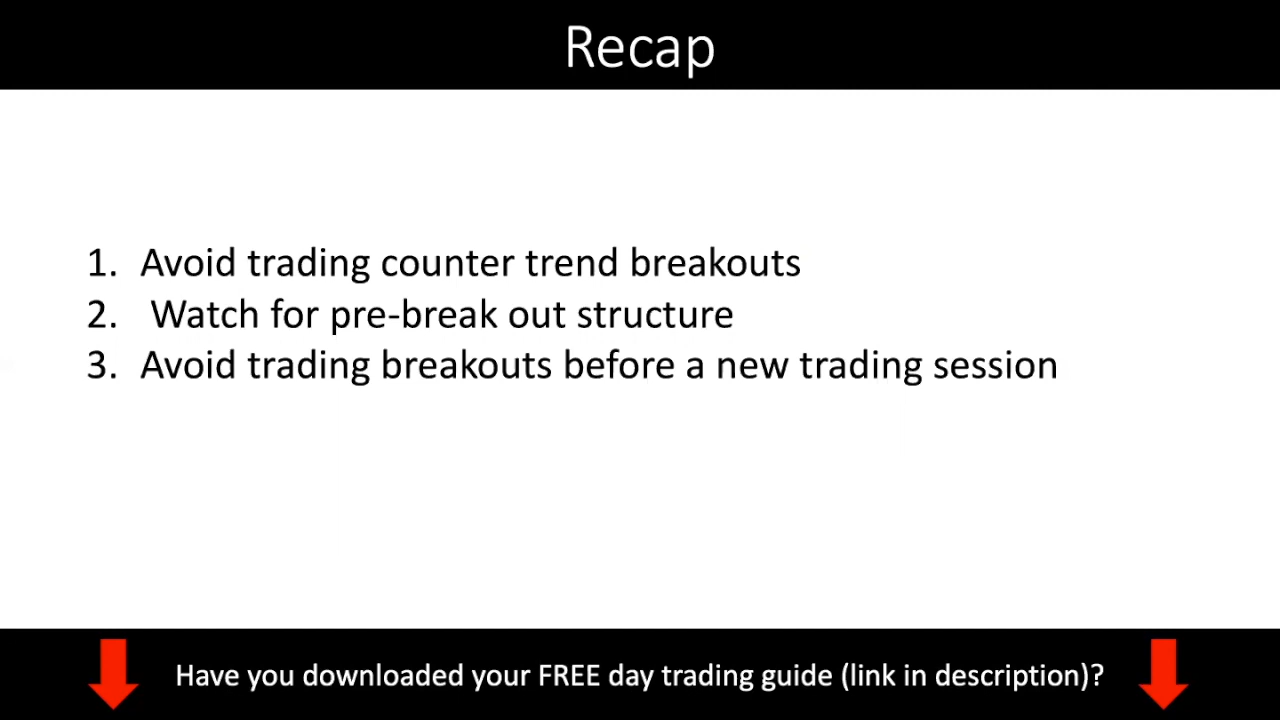 Recap
1. Avoid trading counter trend breakouts
2. Watch for pre-break out structure
3. Avoid trading breakouts before a new trading session
Have you downloaded your FREE day trading guide (link in description)?